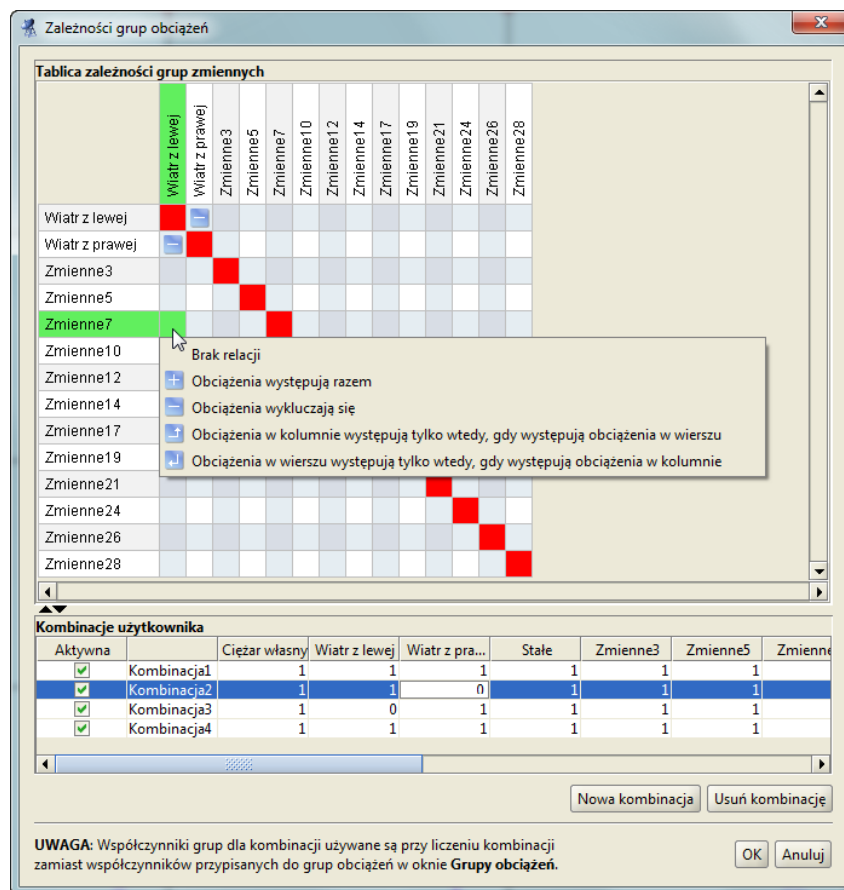 Zależności grup obciążeń
Tablica zależności grup zmiennych
Wiatr z lewej
Wiatr z prawej
Zmienne3
Zmienne5
Zmienne7
Zmienne10
Zmienne12
Zmienne14
Zmienne17
Zmienne19
Zmienne21
Zmienne24
Zmienne26
Zmienne28
Wiatr z lewej
Wiatr z prawej
Zmienne3
Zmienne5
Zmienne7
Zmienne10
Brak relacji
Zmienne12
Obciążenia występują razem
Zmienne14
Obciążenia wykluczają się
Zmienne17
Obciążenia w kolumnie występują tylko wtedy, gdy występują obciążenia w wierszu
Zmienne19
Obciążenia w wierszu występują tylko wtedy, gdy występują obciążenia w kolumnie
Zmienne21
Zmienne24
Zmienne26
Zmienne28
Kombinacje użytkownika
Aktywna Ciężar własny Wiatr z lewej Wiatr z pra... Stałe Zmienne3 Zmienne5 Zmienne
Kombinacja1 1 1 1 1 1 1
Kombinacja2 1 1 0 1 1 1
Kombinacja3 1 0 1 1 1 1
Kombinacja4 1 1 1 1 1 1
Nowa kombinacja Usuń kombinację
UWAGA: Współczynniki grup dla kombinacji używane są przy liczeniu kombinacji
zamiast współczynników przypisanych do grup obciążeń w oknie Grupy obciążeń.
OK Anuluj